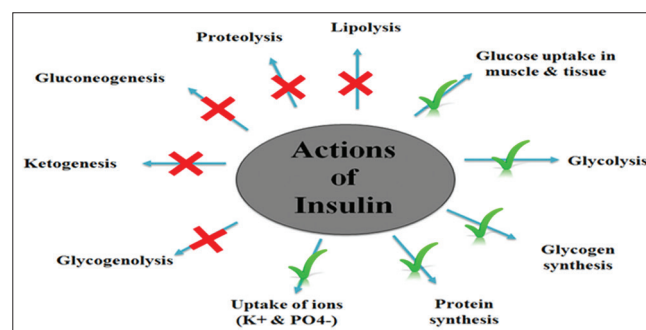 Lipolysis
Proteolysis
Glucose uptake in
muscle & tissue
Gluconeogenesis
Actions
of
Insulin
Ketogenesis
Glycolysis
Glycogenolysis
Glycogen
synthesis
Uptake of ions
(K+ & PO4-)
Protein
synthesis